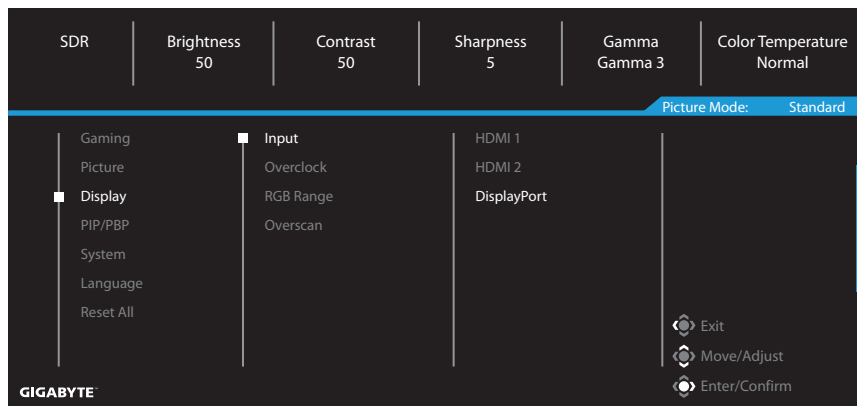 SDR
Brightness
50
Contrast
50
Sharpness
5
Gamma
Gamma 3
Color Temperature
Normal
Picture Mode: Standard
Gaming
Picture
Display
PIP/PBP
System
Language
Reset All
Input
Overclock
RGB Range
Overscan
HDMI 1
HDMI 2
DisplayPort
Exit
Move/Adjust
Enter/Confirm
GIGABYTE™